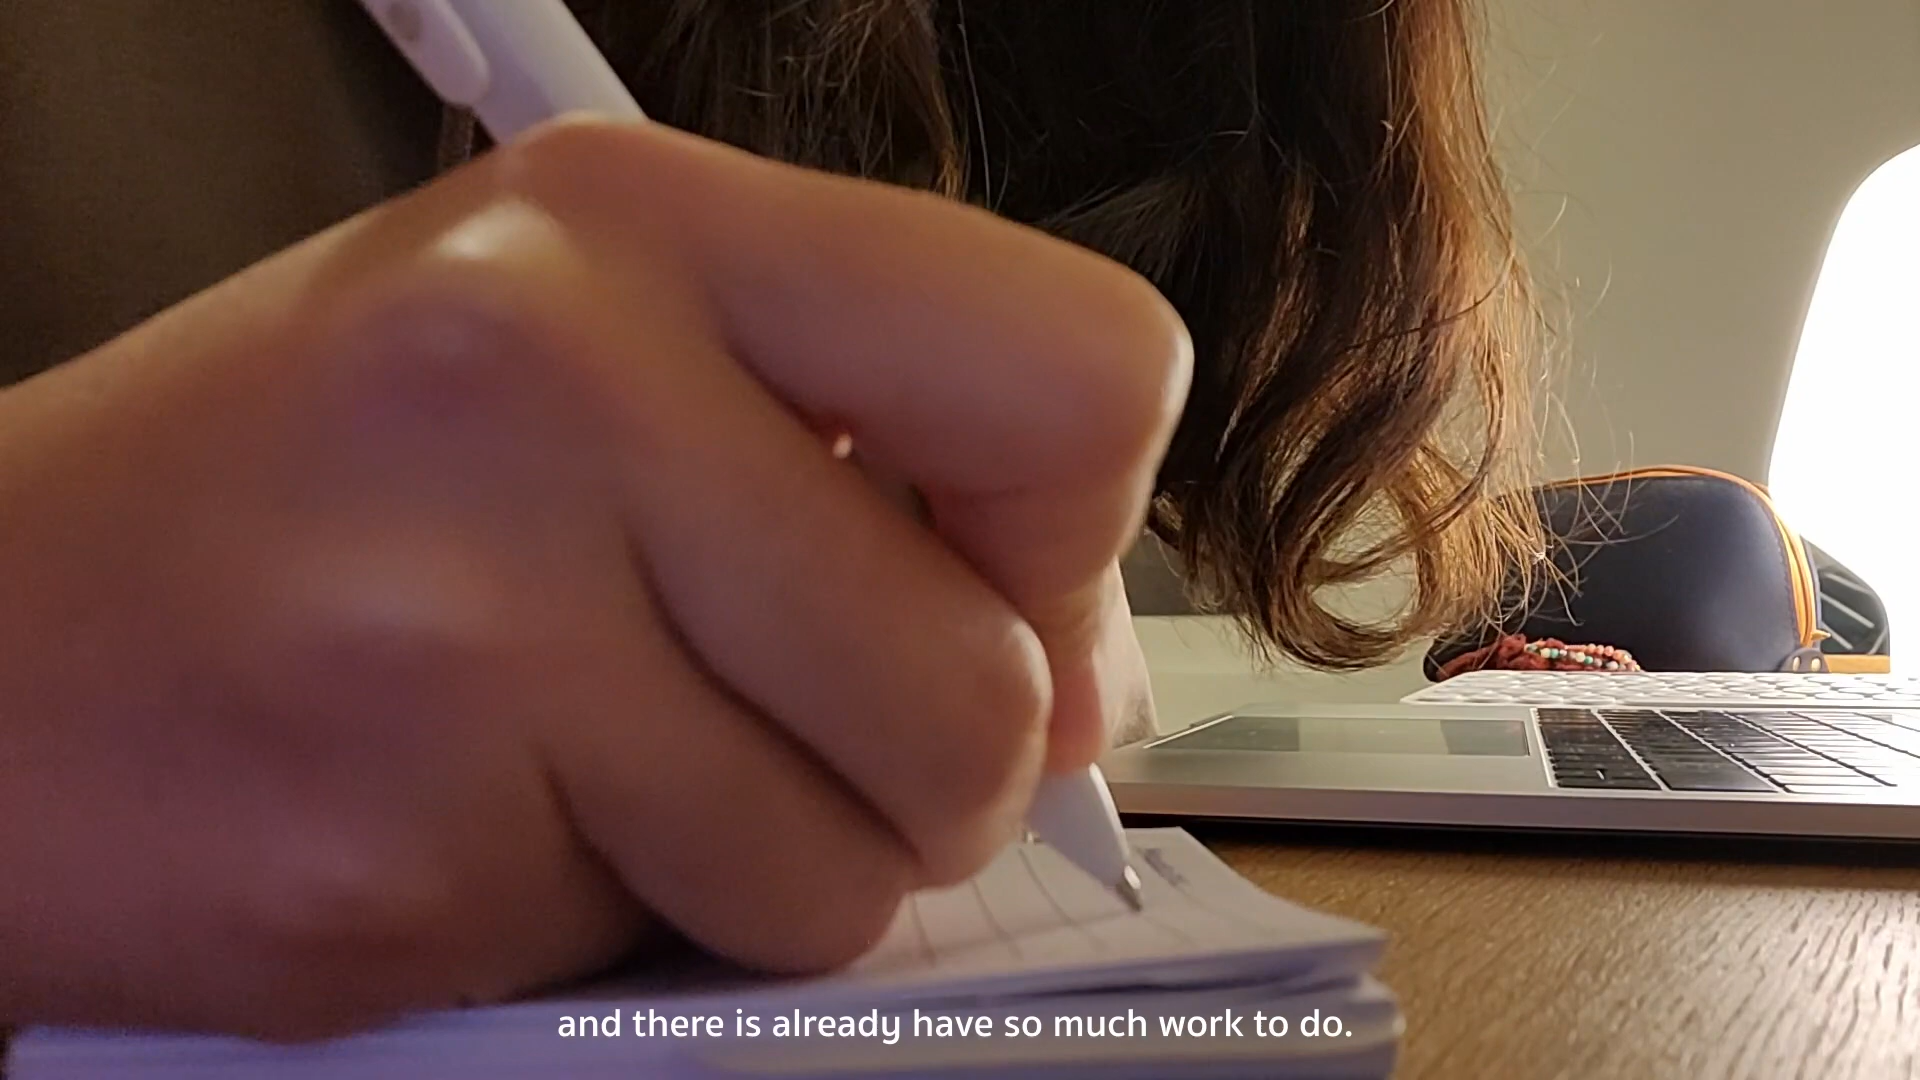 and there is already have so much work to do.